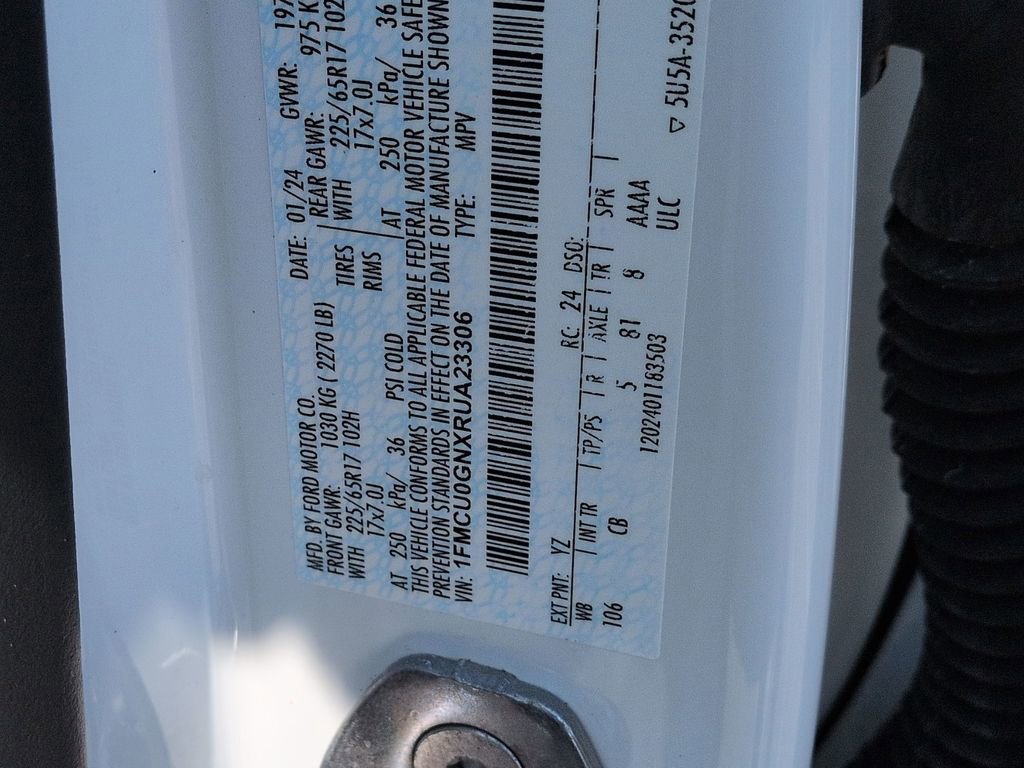 MFD. BY FORD MOTOR CO. DATE: 01/24 GVWR: 197
FRONT GAWR: 1030 KG ( 2270 LB) REAR GAWR: 975 K
WITH 225/65R17 102H TIRES WITH 225/65R17 102
17x7.0J RIMS 17x7.0J
AT 250 kPa/ 36 PSI COLD AT 250 kPa/ 36
THIS VEHICLE CONFORMS TO ALL APPLICABLE FEDERAL MOTOR VEHICLE SAFE
PREVENTION STANDARDS IN EFFECT ON THE DATE OF MANUFACTURE SHOWN
VIN: 1FMCU0GNXRUA23306 TYPE: MPV
EXT PNT: YZ RC: 24 DSO:
WB | INT TR | TP/PS | R | AXLE | TR | SPR |
106 CB 5 81 8 AAAA
1202401183503 ULC
▽ 5U5A-3520